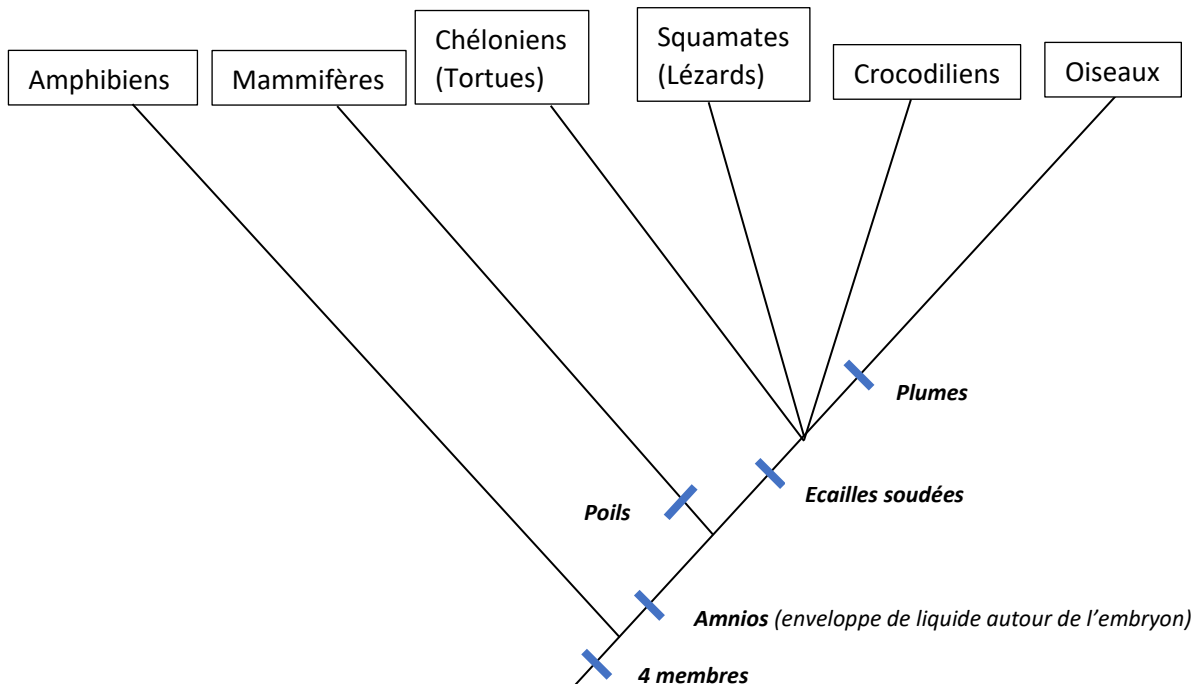 Amphibiens
Mammifères
Chéloniens
(Tortues)
Squamates
(Lézards)
Crocodiliens
Oiseaux
Plumes
Ecailles soudées
Poils
Amnios (enveloppe de liquide autour de l'embryon)
4 membres